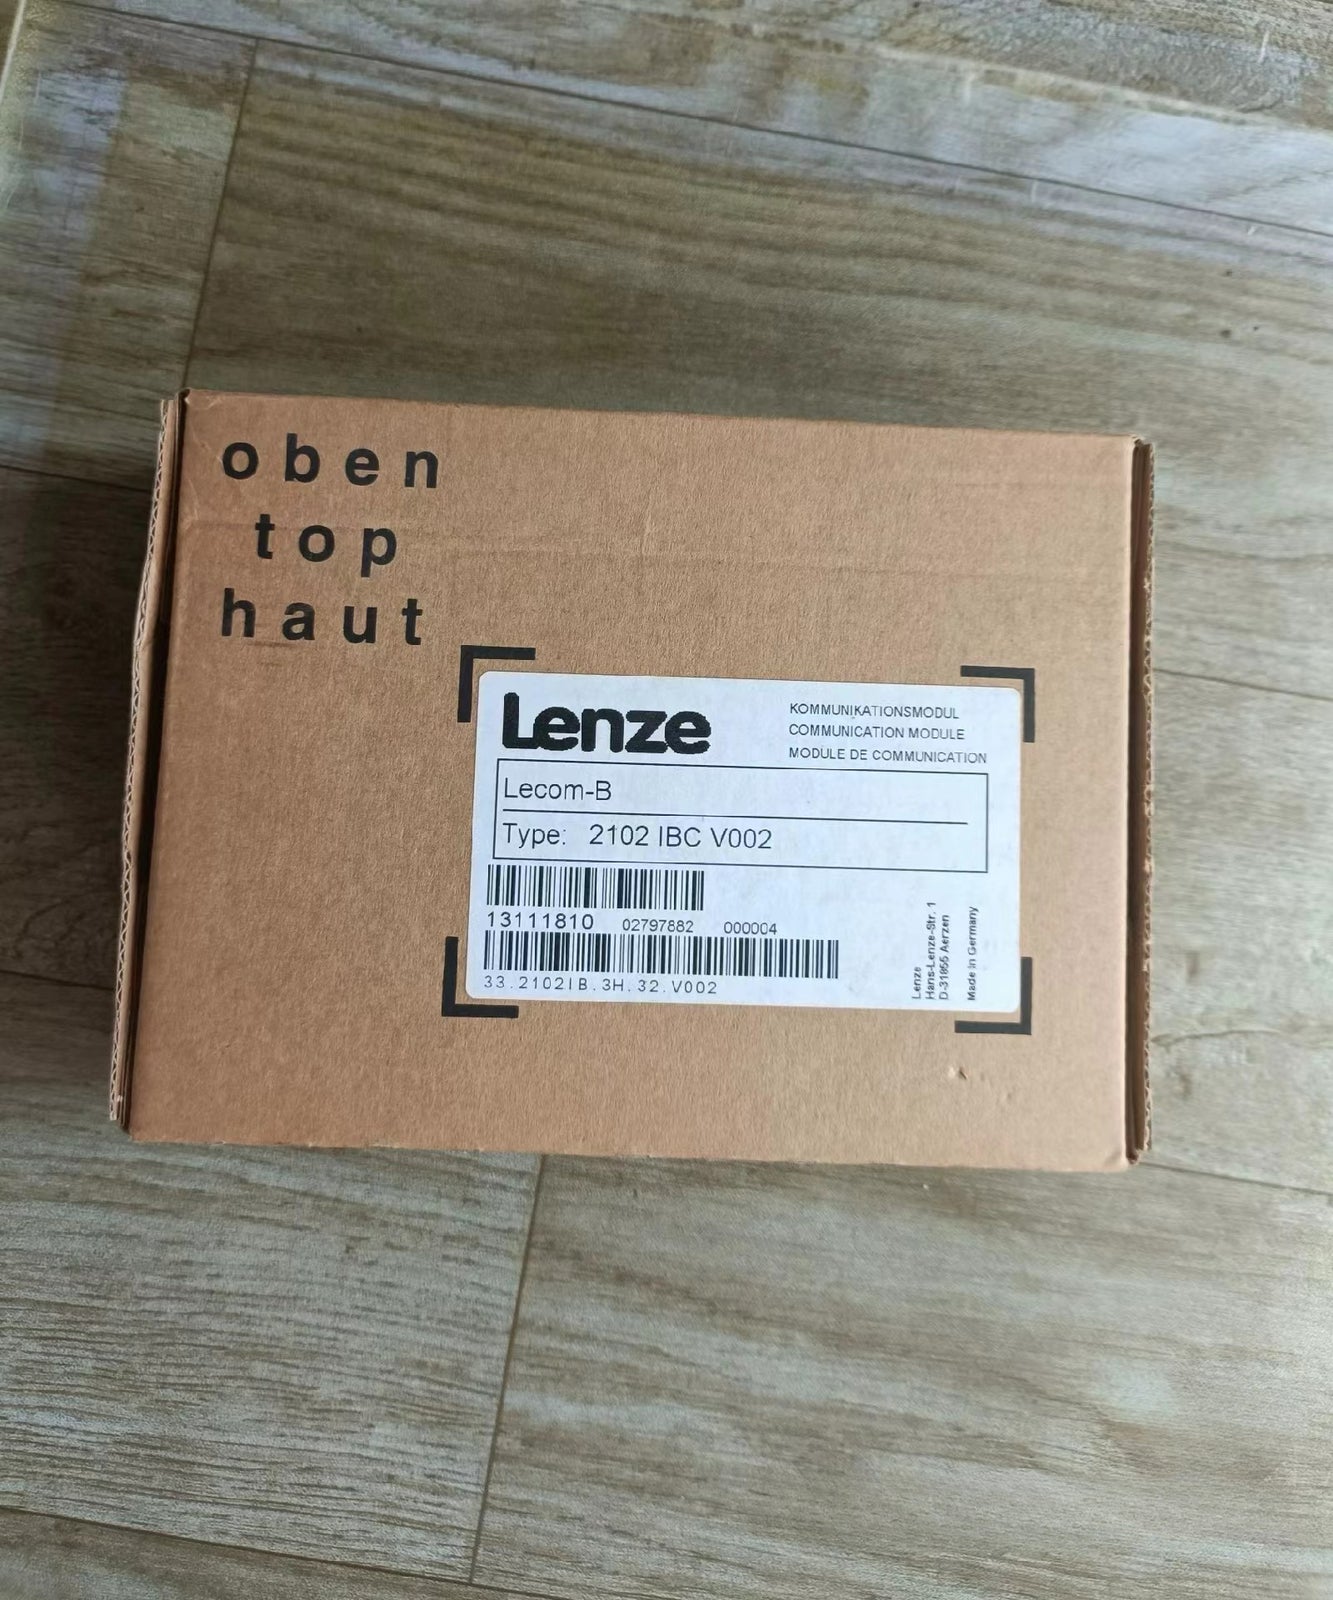 oben
top
haut
Lenze
KOMMUNIKATIONSMODUL
COMMUNICATION MODULE
MODULE DE COMMUNICATION
Lecom-B
Type: 2102 IBC V002
13111810 02797882 000004
33.2102IB.3H.32.V002
Lenze
Hans-Lenze-Str. 1
D-31855 Aerzen
Made in Germany